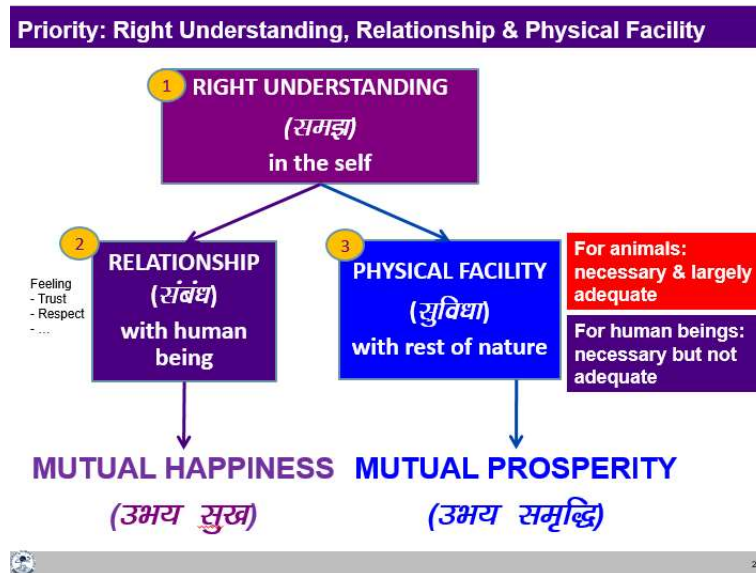 Priority: Right Understanding, Relationship & Physical Facility
1
RIGHT UNDERSTANDING
(समझ)
in the self
2
RELATIONSHIP
(संबंध)
with human
being
Feeling
- Trust
- Respect
- ...
3
PHYSICAL FACILITY
(सुविधा)
with rest of nature
For animals:
necessary & largely
adequate
For human beings:
necessary but not
adequate
MUTUAL HAPPINESS
(उभय सुख)
MUTUAL PROSPERITY
(उभय समृद्धि)
2